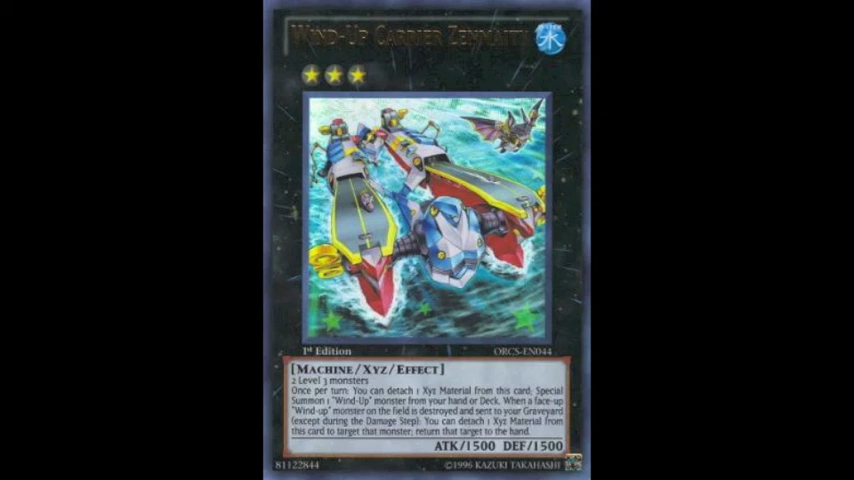 Wind-Up Carrier Zenmaity
1st Edition
ORCS-EN044
[Machine/Xyz/Effect]
2 Level 3 monsters
Once per turn: You can detach 1 Xyz Material from this card; Special
Summon 1 "Wind-Up" monster from your hand or Deck. When a face-up
"Wind-up" monster on the field is destroyed and sent to your Graveyard
(except during the Damage Step): You can detach 1 Xyz Material from
this card to target that monster; return that target to the hand.
ATK/1500 DEF/1500
81122844
©1996 KAZUKI TAKAHASHI